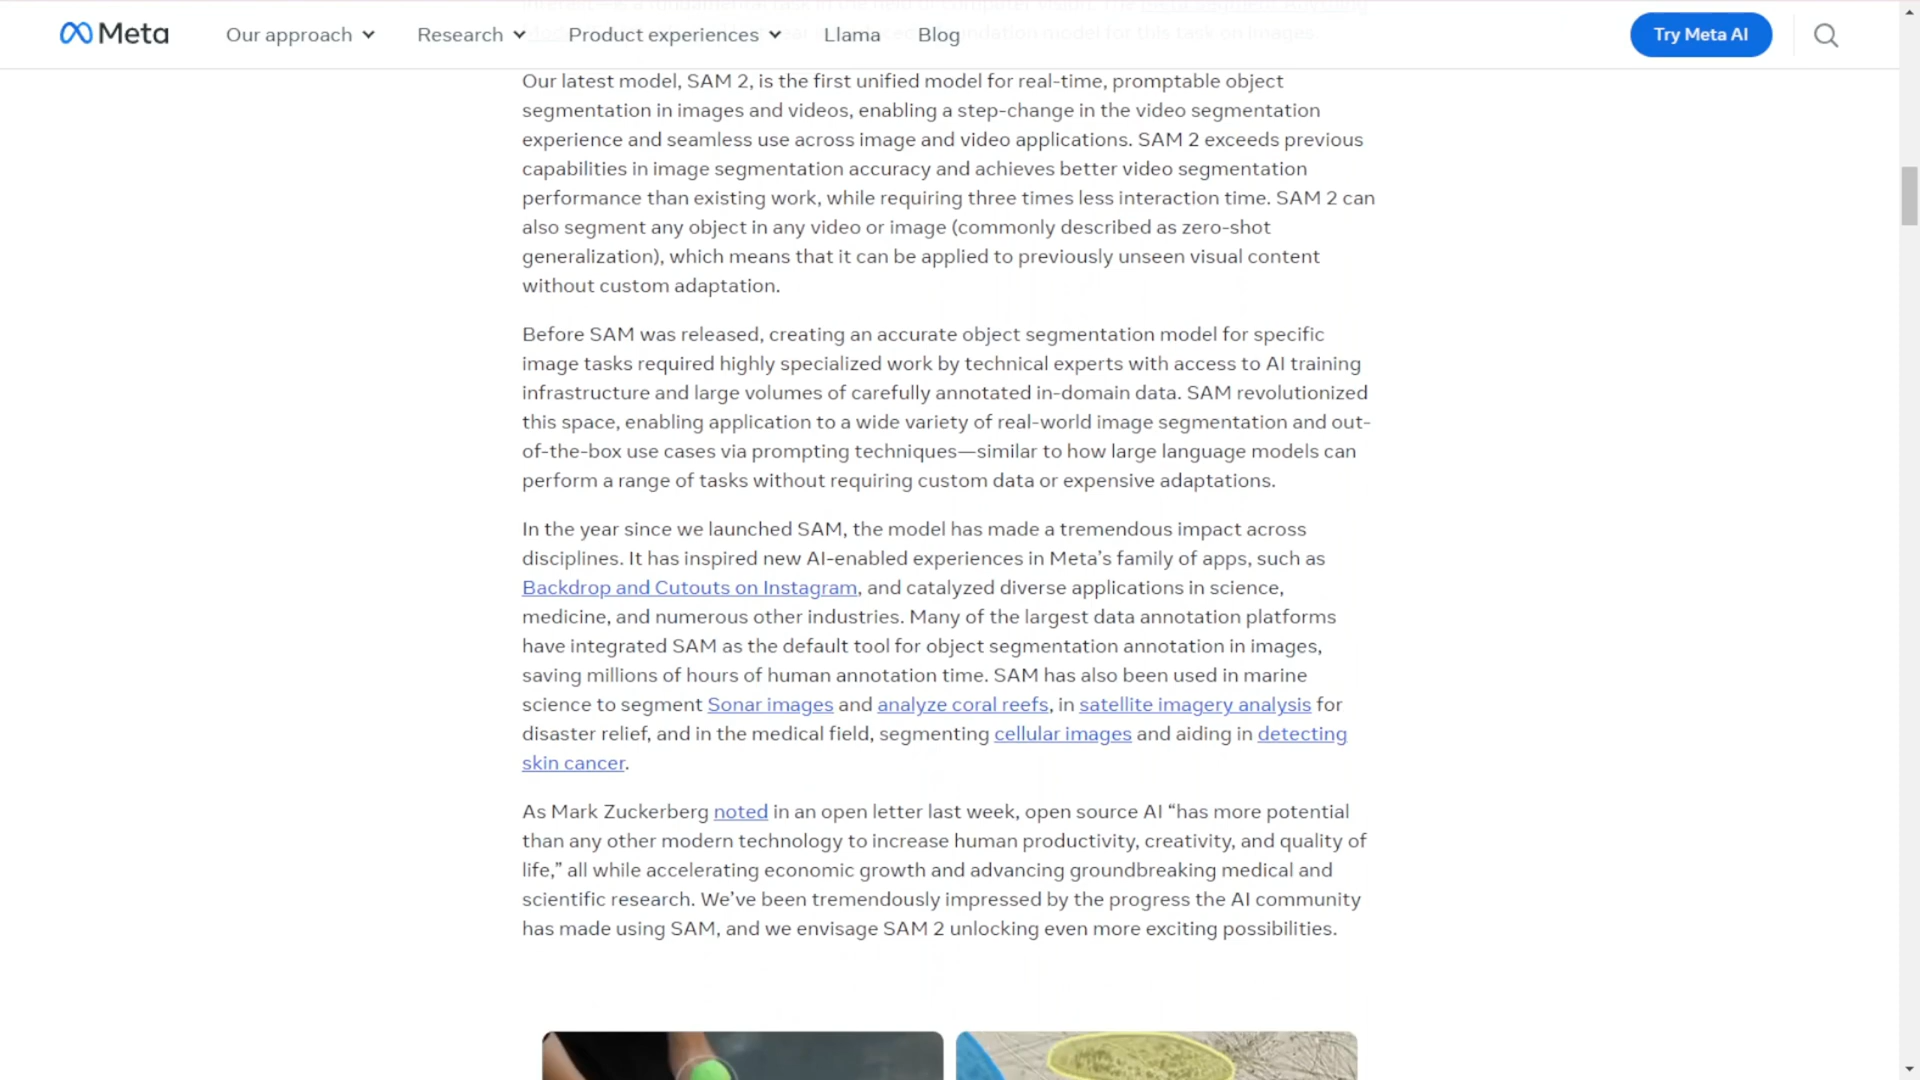 Meta
Our approach
Research
Product experiences
Llama
Blog
Try Meta AI
Our latest model, SAM 2, is the first unified model for real-time, promptable object
segmentation in images and videos, enabling a step-change in the video segmentation
experience and seamless use across image and video applications. SAM 2 exceeds previous
capabilities in image segmentation accuracy and achieves better video segmentation
performance than existing work, while requiring three times less interaction time. SAM 2 can
also segment any object in any video or image (commonly described as zero-shot
generalization), which means that it can be applied to previously unseen visual content
without custom adaptation.
Before SAM was released, creating an accurate object segmentation model for specific
image tasks required highly specialized work by technical experts with access to AI training
infrastructure and large volumes of carefully annotated in-domain data. SAM revolutionized
this space, enabling application to a wide variety of real-world image segmentation and out-
of-the-box use cases via prompting techniques—similar to how large language models can
perform a range of tasks without requiring custom data or expensive adaptations.
In the year since we launched SAM, the model has made a tremendous impact across
disciplines. It has inspired new AI-enabled experiences in Meta’s family of apps, such as
Backdrop and Cutouts on Instagram, and catalyzed diverse applications in science,
medicine, and numerous other industries. Many of the largest data annotation platforms
have integrated SAM as the default tool for object segmentation annotation in images,
saving millions of hours of human annotation time. SAM has also been used in marine
science to segment Sonar images and analyze coral reefs, in satellite imagery analysis for
disaster relief, and in the medical field, segmenting cellular images and aiding in detecting
skin cancer.
As Mark Zuckerberg noted in an open letter last week, open source AI “has more potential
than any other modern technology to increase human productivity, creativity, and quality of
life,” all while accelerating economic growth and advancing groundbreaking medical and
scientific research. We’ve been tremendously impressed by the progress the AI community
has made using SAM, and we envisage SAM 2 unlocking even more exciting possibilities.